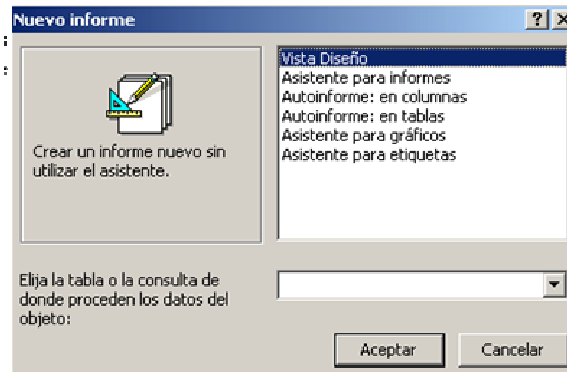 Nuevo informe
Vista Diseño
Asistente para informes
Autoinforme: en columnas
Autoinforme: en tablas
Asistente para gráficos
Asistente para etiquetas
Crear un informe nuevo sin
utilizar el asistente.
Elija la tabla o la consulta de
donde proceden los datos del
objeto:
Aceptar
Cancelar